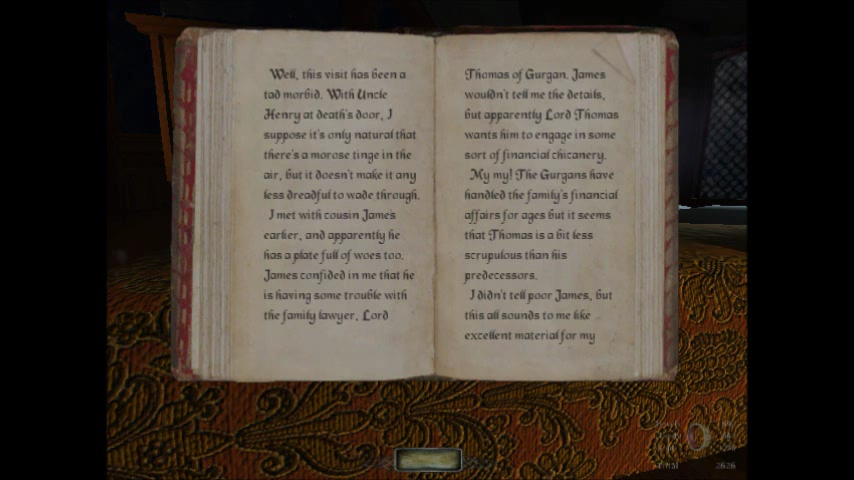 Well, this visit has been a
tad morbid. With Uncle
Henry at death's door, I
suppose it's only natural that
there's a morose tinge in the
air, but it doesn't make it any
less dreadful to wade through.
I met with cousin James
earlier, and apparently he
has a plate full of woes too.
James confided in me that he
is having some trouble with
the family lawyer, Lord
Thomas of Gurgan. James
wouldn't tell me the details,
but apparently Lord Thomas
wants him to engage in some
sort of financial chicanery.
My my! The Gurgans have
handled the family's financial
affairs for ages but it seems
that Thomas is a bit less
scrupulous than his
predecessors.
I didn't tell poor James, but
this all sounds to me like
excellent material for my
2626